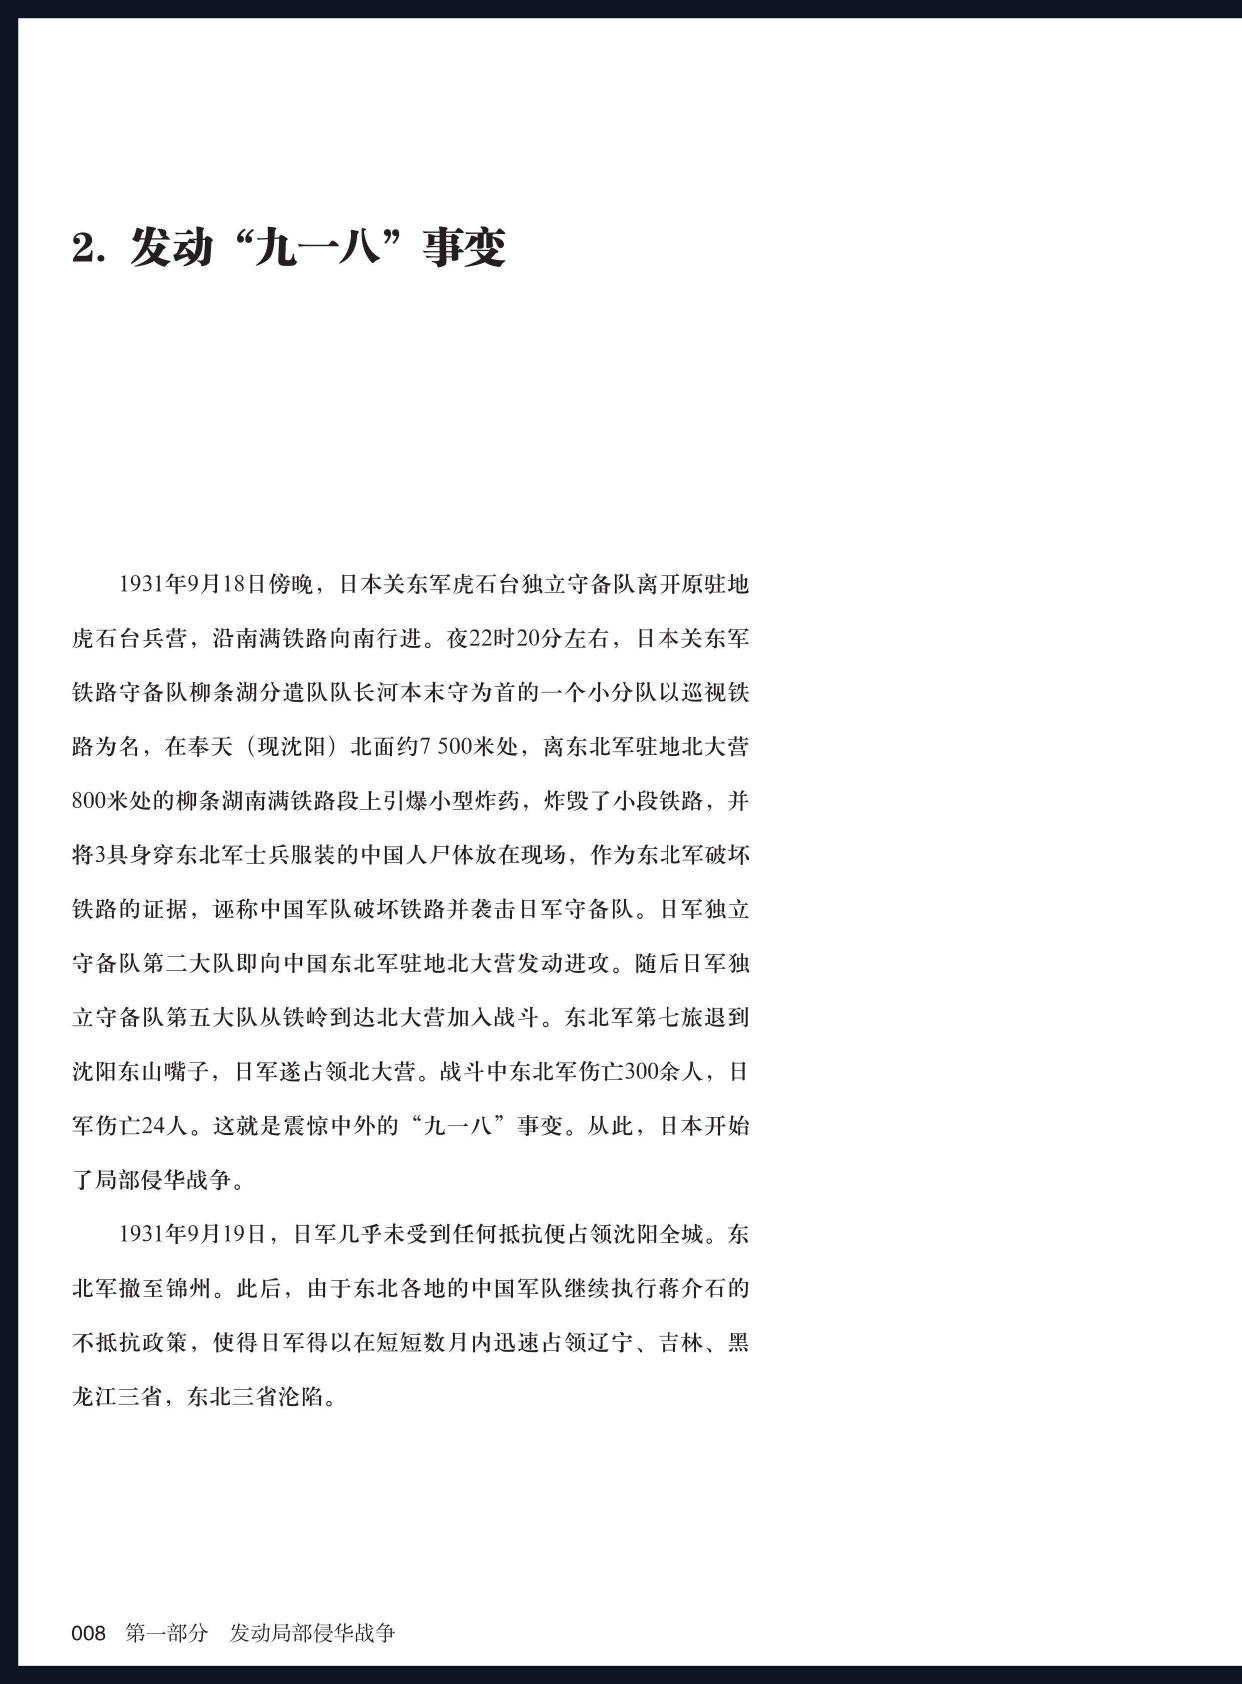 2. 发动“九一八”事变
1931年9月18日傍晚，日本关东军虎石台独立守备队离开原驻地
虎石台兵营，沿南满铁路向南行进。夜22时20分左右，日本关东军
铁路守备队柳条湖分遣队队长河本末守为首的一个小分队以巡视铁
路为名，在奉天（现沈阳）北面约7 500米处，离东北军驻地北大营
800米处的柳条湖南满铁路段上引爆小型炸药，炸毁了小段铁路，并
将3具身穿东北军士兵服装的中国人尸体放在现场，作为东北军破坏
铁路的证据，诬称中国军队破坏铁路并袭击日军守备队。日军独立
守备队第二大队即向中国东北军驻地北大营发动进攻。随后日军独
立守备队第五大队从铁岭到达北大营加入战斗。东北军第七旅退到
沈阳东山嘴子，日军遂占领北大营。战斗中东北军伤亡300余人，日
军伤亡24人。这就是震惊中外的“九一八”事变。从此，日本开始
了局部侵华战争。
1931年9月19日，日军几乎未受到任何抵抗便占领沈阳全城。东
北军撤至锦州。此后，由于东北各地的中国军队继续执行蒋介石的
不抵抗政策，使得日军得以在短短数月内迅速占领辽宁、吉林、黑
龙江三省，东北三省沦陷。
008 第一部分 发动局部侵华战争